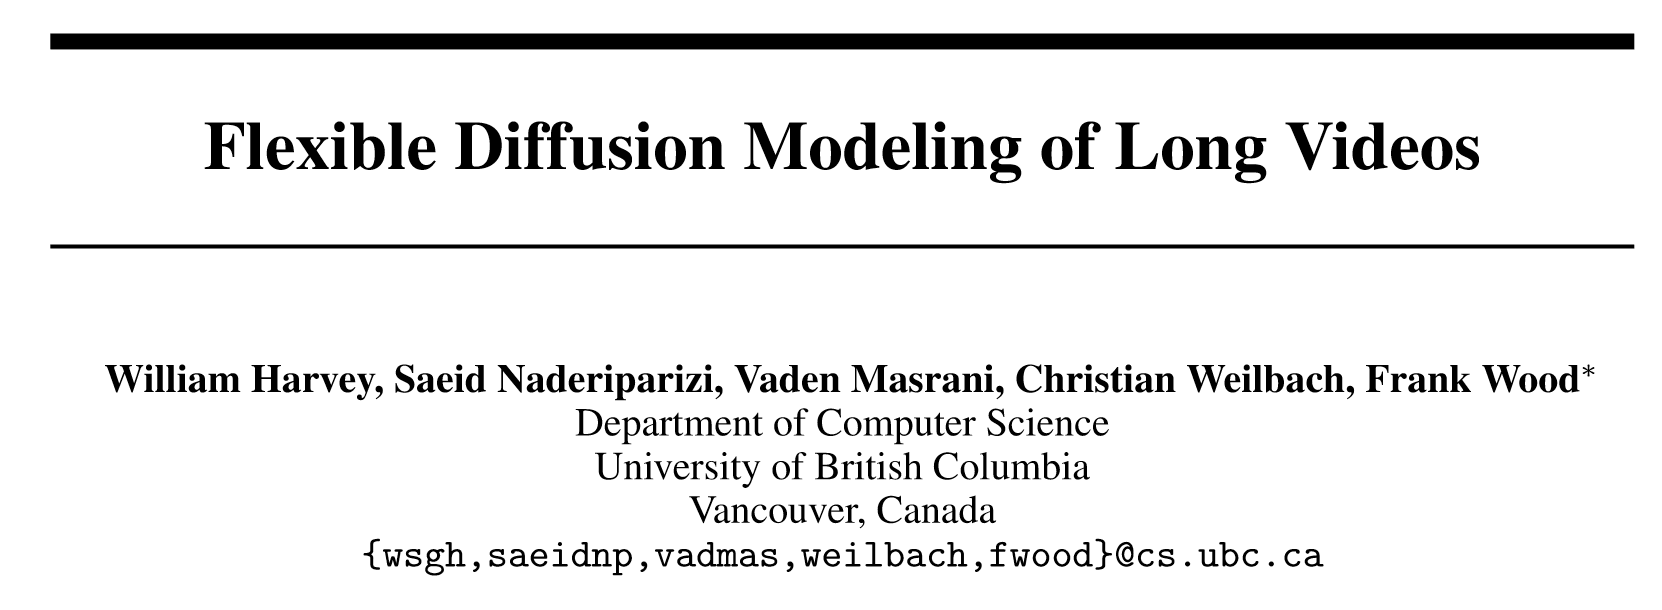 Flexible Diffusion Modeling of Long Videos
William Harvey, Saeid Naderiparizi, Vaden Masrani, Christian Weilbach, Frank Wood*
Department of Computer Science
University of British Columbia
Vancouver, Canada
{wsgh,saeidnp,vadmas,weilbach,fwood}@cs.ubc.ca